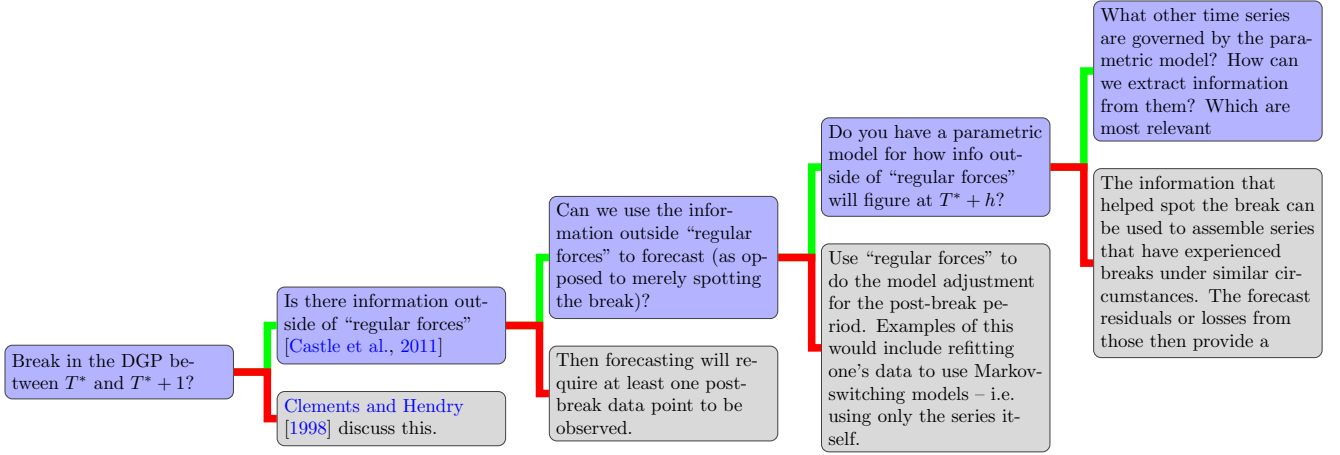 Break in the DGP be-
tween T* and T* + 1?
Is there information out-
side of “regular forces”
[Castle et al., 2011]
Clements and Hendry
[1998] discuss this.
Can we use the infor-
mation outside “regular
forces” to forecast (as op-
posed to merely spotting
the break)?
Then forecasting will re-
quire at least one post-
break data point to be
observed.
Do you have a parametric
model for how info out-
side of “regular forces”
will figure at T* + h?
Use “regular forces” to
do the model adjustment
for the post-break pe-
riod. Examples of this
would include refitting
one’s data to use Markov-
switching models – i.e.
using only the series it-
self.
What other time series
are governed by the para-
metric model? How can
we extract information
from them? Which are
most relevant
The information that
helped spot the break can
be used to assemble series
that have experienced
breaks under similar cir-
cumstances. The forecast
residuals or losses from
those then provide a